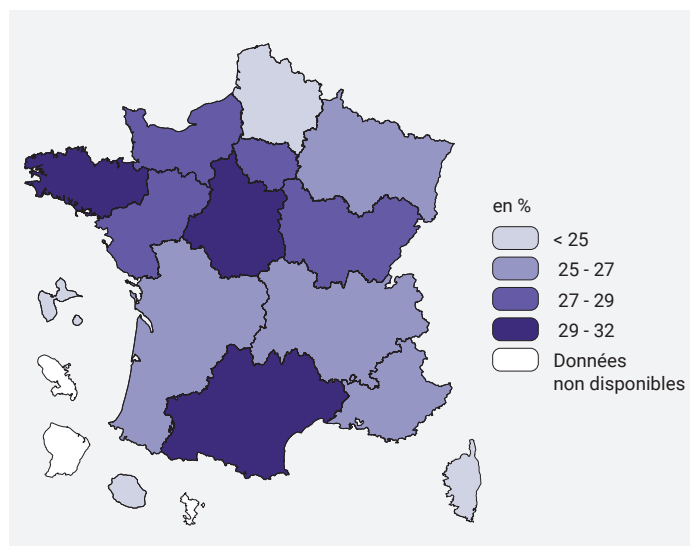 en %
< 25
25 - 27
27 - 29
29 - 32
Données
non disponibles